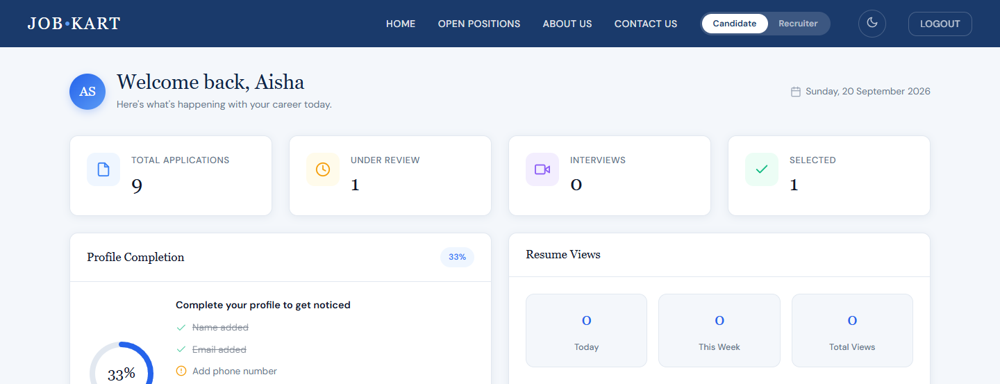 JOB•KART
HOME
OPEN POSITIONS
ABOUT US
CONTACT US
Candidate
Recruiter
LOGOUT
AS
Welcome back, Aisha
Here's what's happening with your career today.
Sunday, 20 September 2026
TOTAL APPLICATIONS
9
UNDER REVIEW
1
INTERVIEWS
0
SELECTED
1
Profile Completion
33%
Complete your profile to get noticed
Name added
Email added
Add phone number
33%
Resume Views
0
Today
0
This Week
0
Total Views